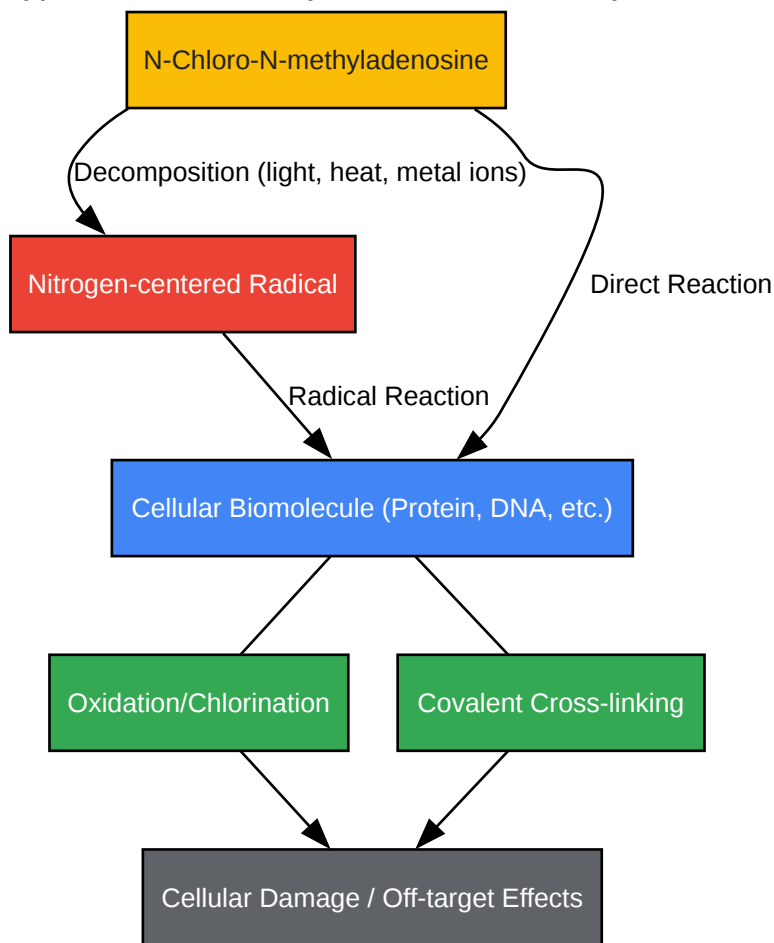 N-Chloro-N-methyladenosine
Decomposition (light, heat, metal ions)
Nitrogen-centered Radical
Direct Reaction
Radical Reaction
Cellular Biomolecule (Protein, DNA, etc.)
Oxidation/Chlorination
Covalent Cross-linking
Cellular Damage / Off-target Effects